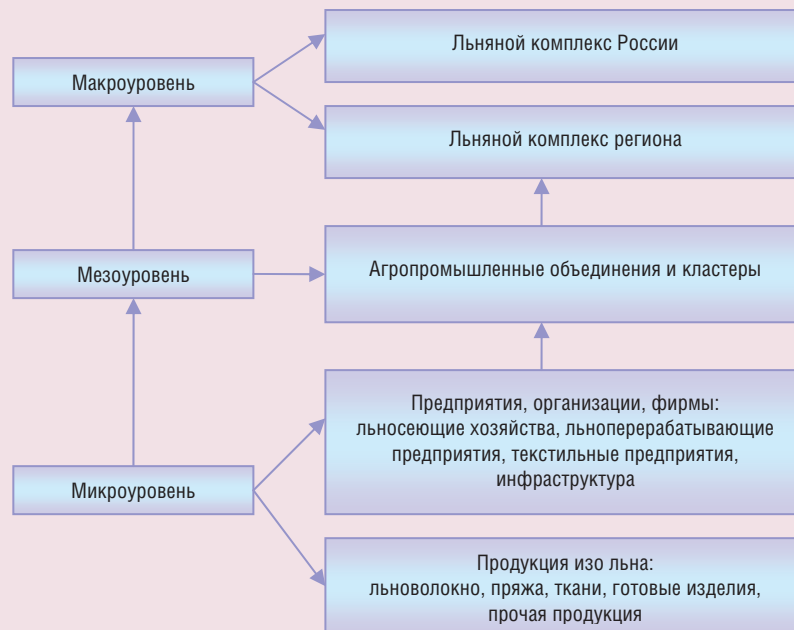 Льняной комплекс России
Макроуровень
Льняной комплекс региона
Мезоуровень
Агропромышленные объединения и кластеры
Предприятия, организации, фирмы:
льносеющие хозяйства, льноперерабатывающие
предприятия, текстильные предприятия,
инфраструктура
Микроуровень
Продукция изо льна:
льноволокно, пряжа, ткани, готовые изделия,
прочая продукция